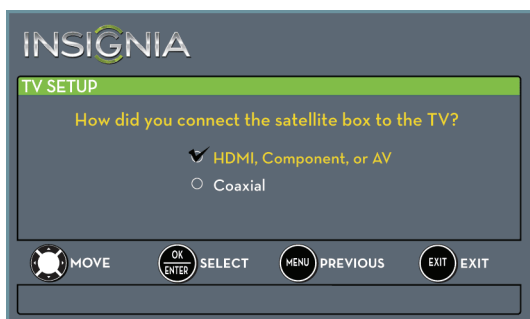 INSIGNIA
TV SETUP
How did you connect the satellite box to the TV?
HDMI, Component, or AV
Coaxial
MOVE OK ENTER SELECT MENU PREVIOUS EXIT EXIT